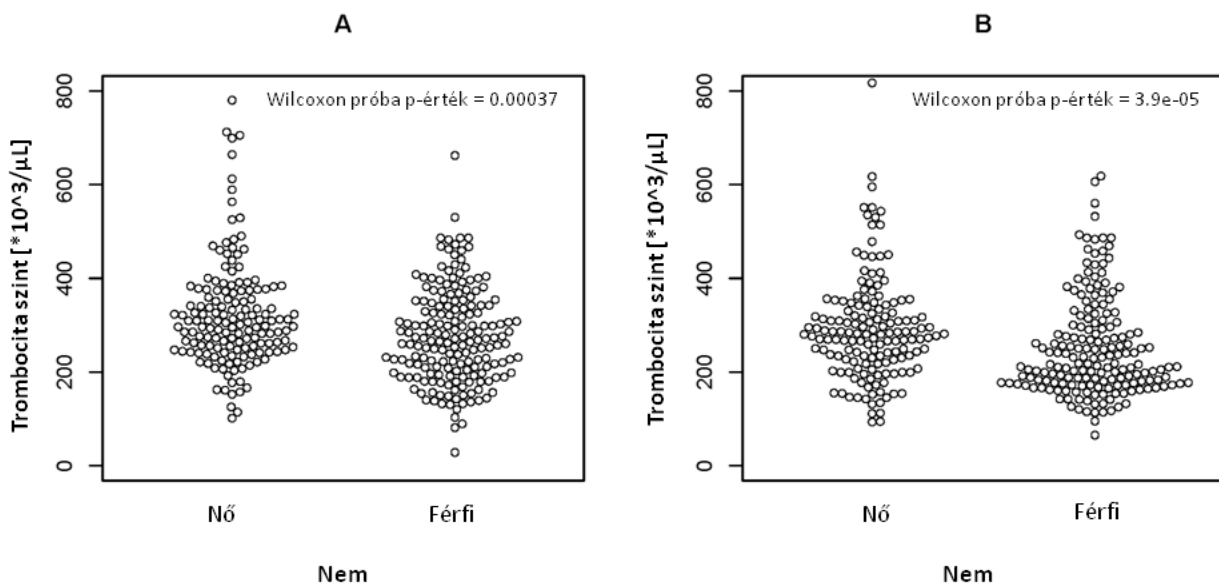 A
Trombocita szint [*10^3/μL]
800
600
400
200
0
Wilcoxon próba p-érték = 0.00037
Nő
Férfi
Nem
B
Trombocita szint [*10^3/μL]
800
600
400
200
0
Wilcoxon próba p-érték = 3.9e-05
Nő
Férfi
Nem